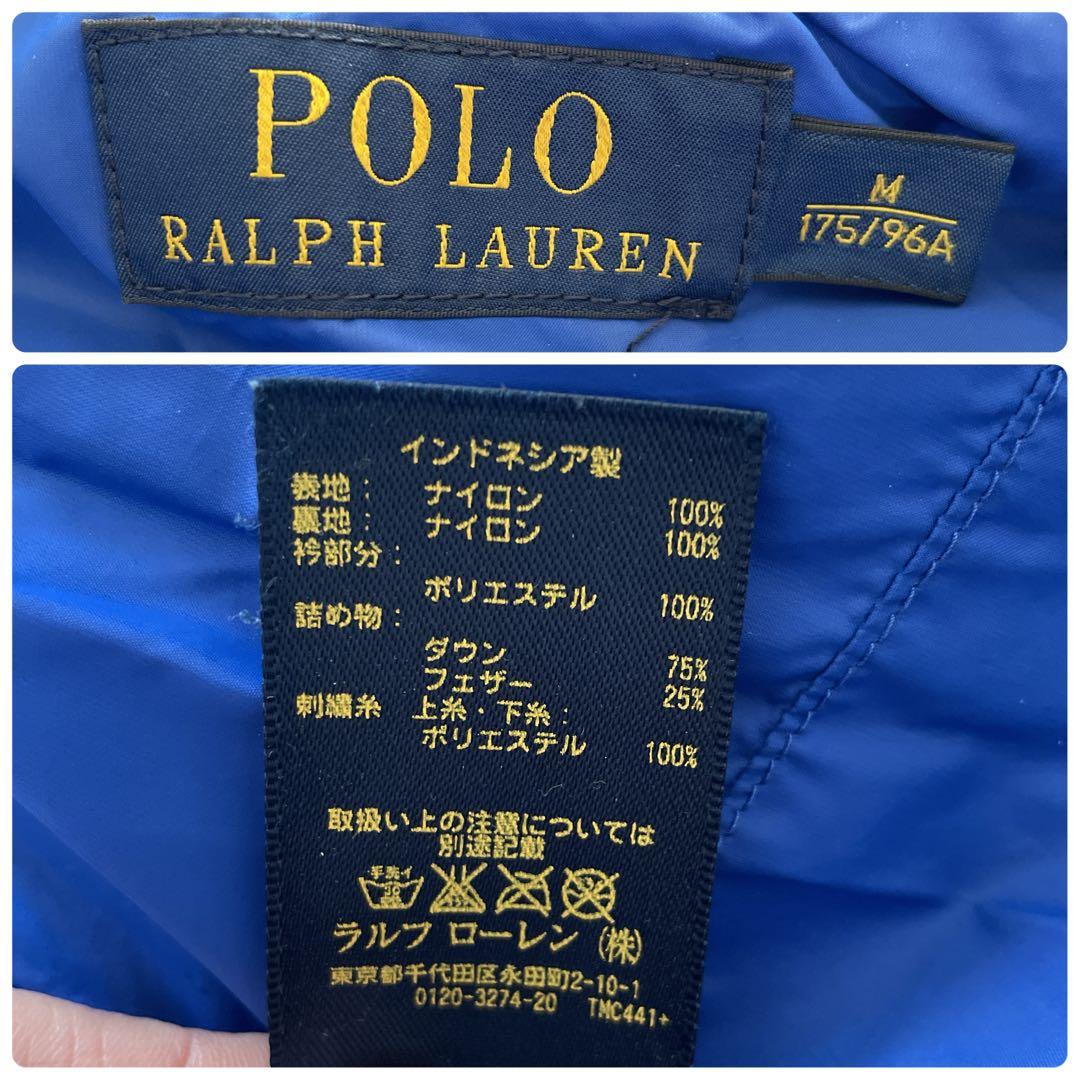 POLO
RALPH LAUREN
M
175/96A
インドネシア製
表地: ナイロン 100%
裏地: ナイロン 100%
衿部分:
ポリエステル 100%
詰め物:
ダウン 75%
フェザー 25%
刺繍糸 上糸・下糸:
ポリエステル 100%
取扱い上の注意については
別途記載
手洗イ
30
ラルフ ローレン (株)
東京都千代田区永田町2-10-1
0120-3274-20 TMC441+